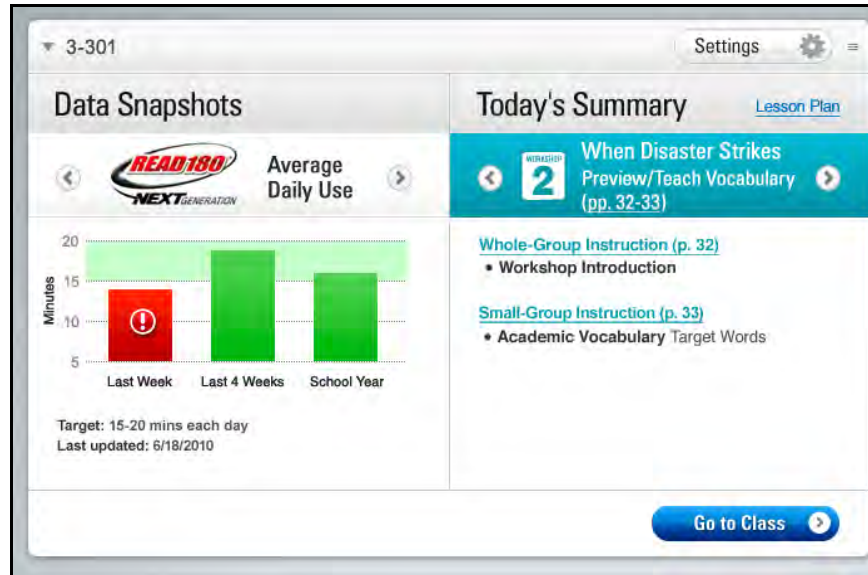 3-301
Settings
Data Snapshots
READ 180
NEXT GENERATION
Average
Daily Use
20
15
10
5
Minutes
Last Week
Last 4 Weeks
School Year
Target: 15-20 mins each day
Last updated: 6/18/2010
Today's Summary
Lesson Plan
WORKSHOP
2
When Disaster Strikes
Preview/Teach Vocabulary
(pp. 32-33)
Whole-Group Instruction (p. 32)
• Workshop Introduction
Small-Group Instruction (p. 33)
• Academic Vocabulary Target Words
Go to Class